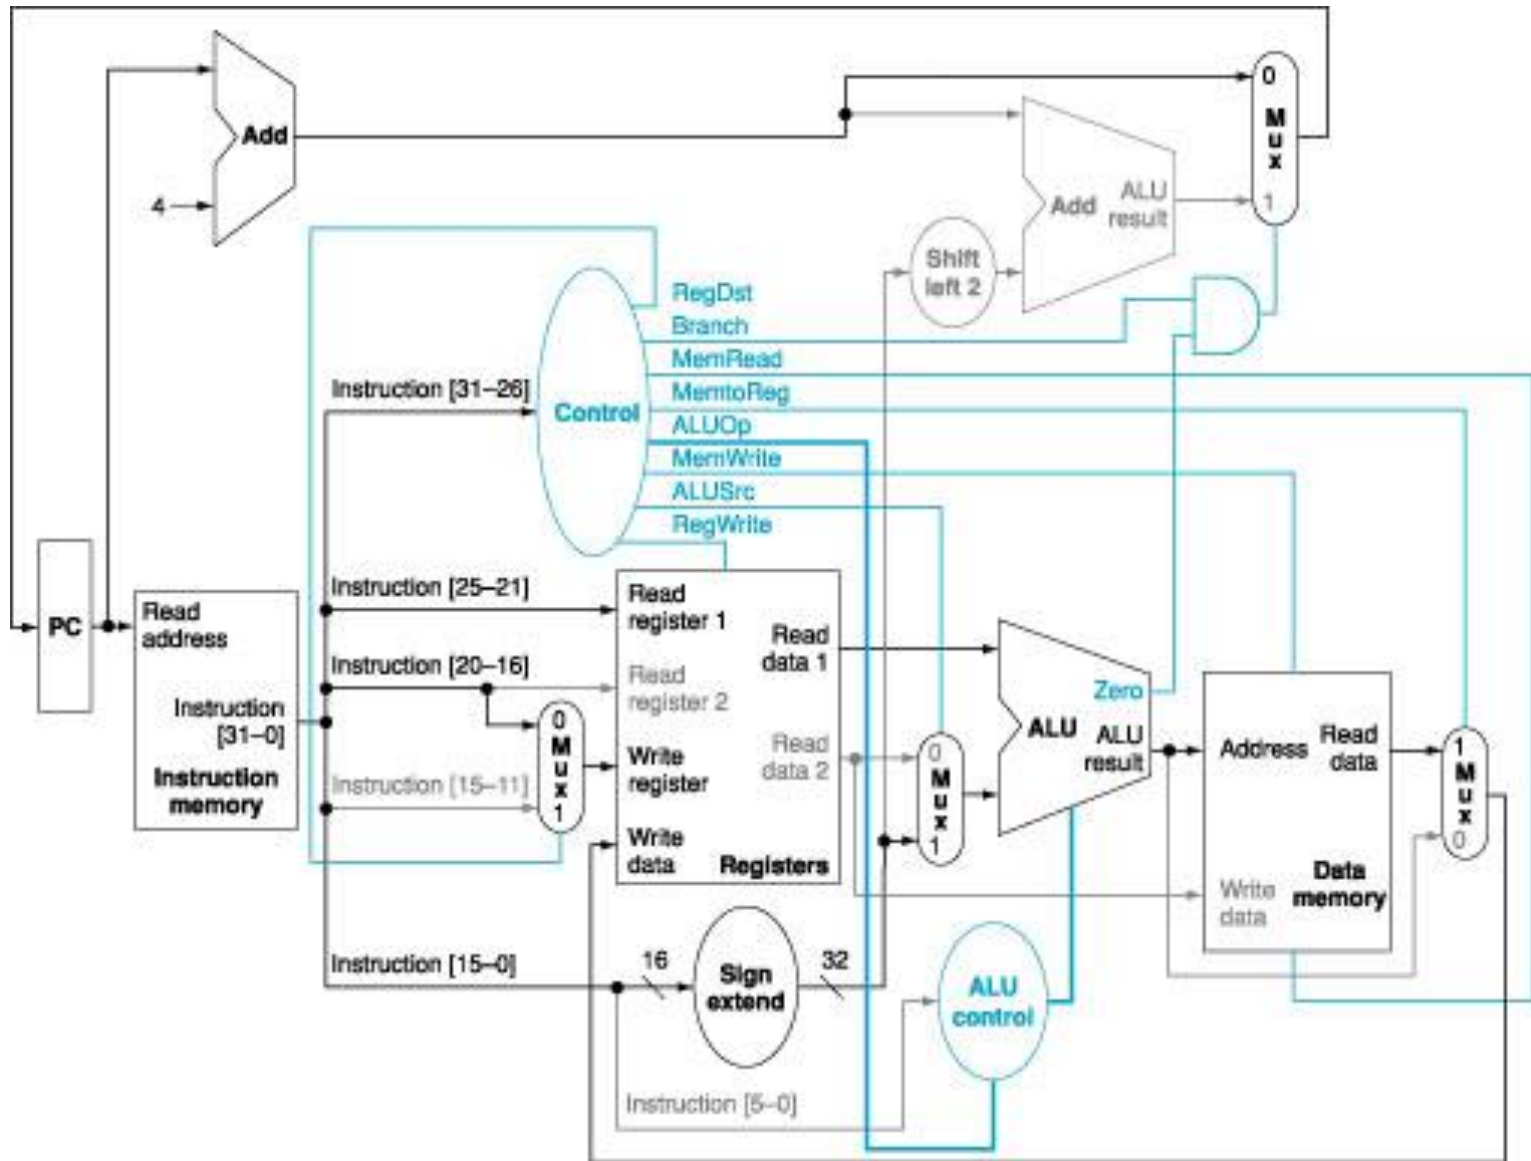 Add
4
0
Mux
1
Add
ALU
result
Shift
left 2
RegDst
Branch
MemRead
MemtoReg
ALUOp
MemWrite
ALUSrc
RegWrite
Instruction [31–26]
Control
PC
Read
address
Instruction
[31–0]
Instruction
memory
Instruction [25–21]
Instruction [20–16]
Instruction [15–11]
0
Mux
1
Read
register 1
Read
register 2
Write
register
Write
data
Read
data 1
Read
data 2
Registers
0
Mux
1
Zero
ALU
ALU
result
Address
Read
data
Write
data
Data
memory
1
Mux
0
Instruction [15–0]
16
Sign
extend
32
ALU
control
Instruction [5–0]